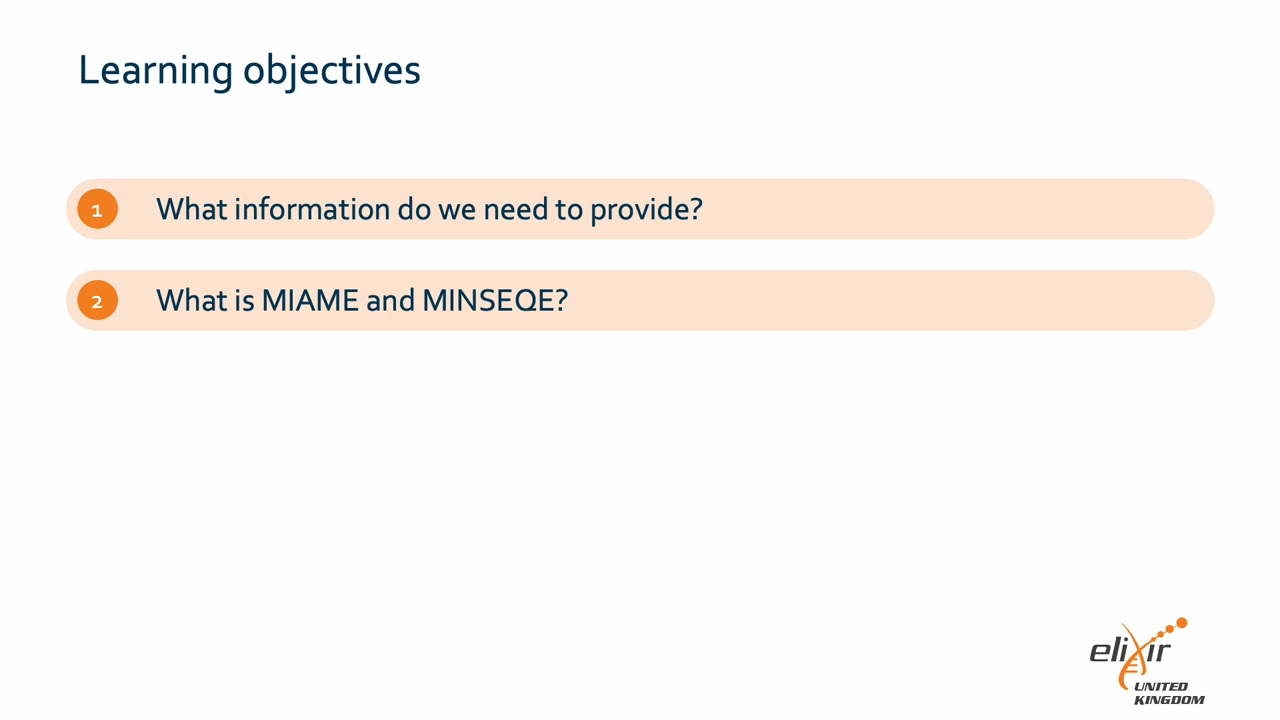 Learning objectives
1 What information do we need to provide?
2 What is MIAME and MINSEQE?
elixir
UNITED
KINGDOM